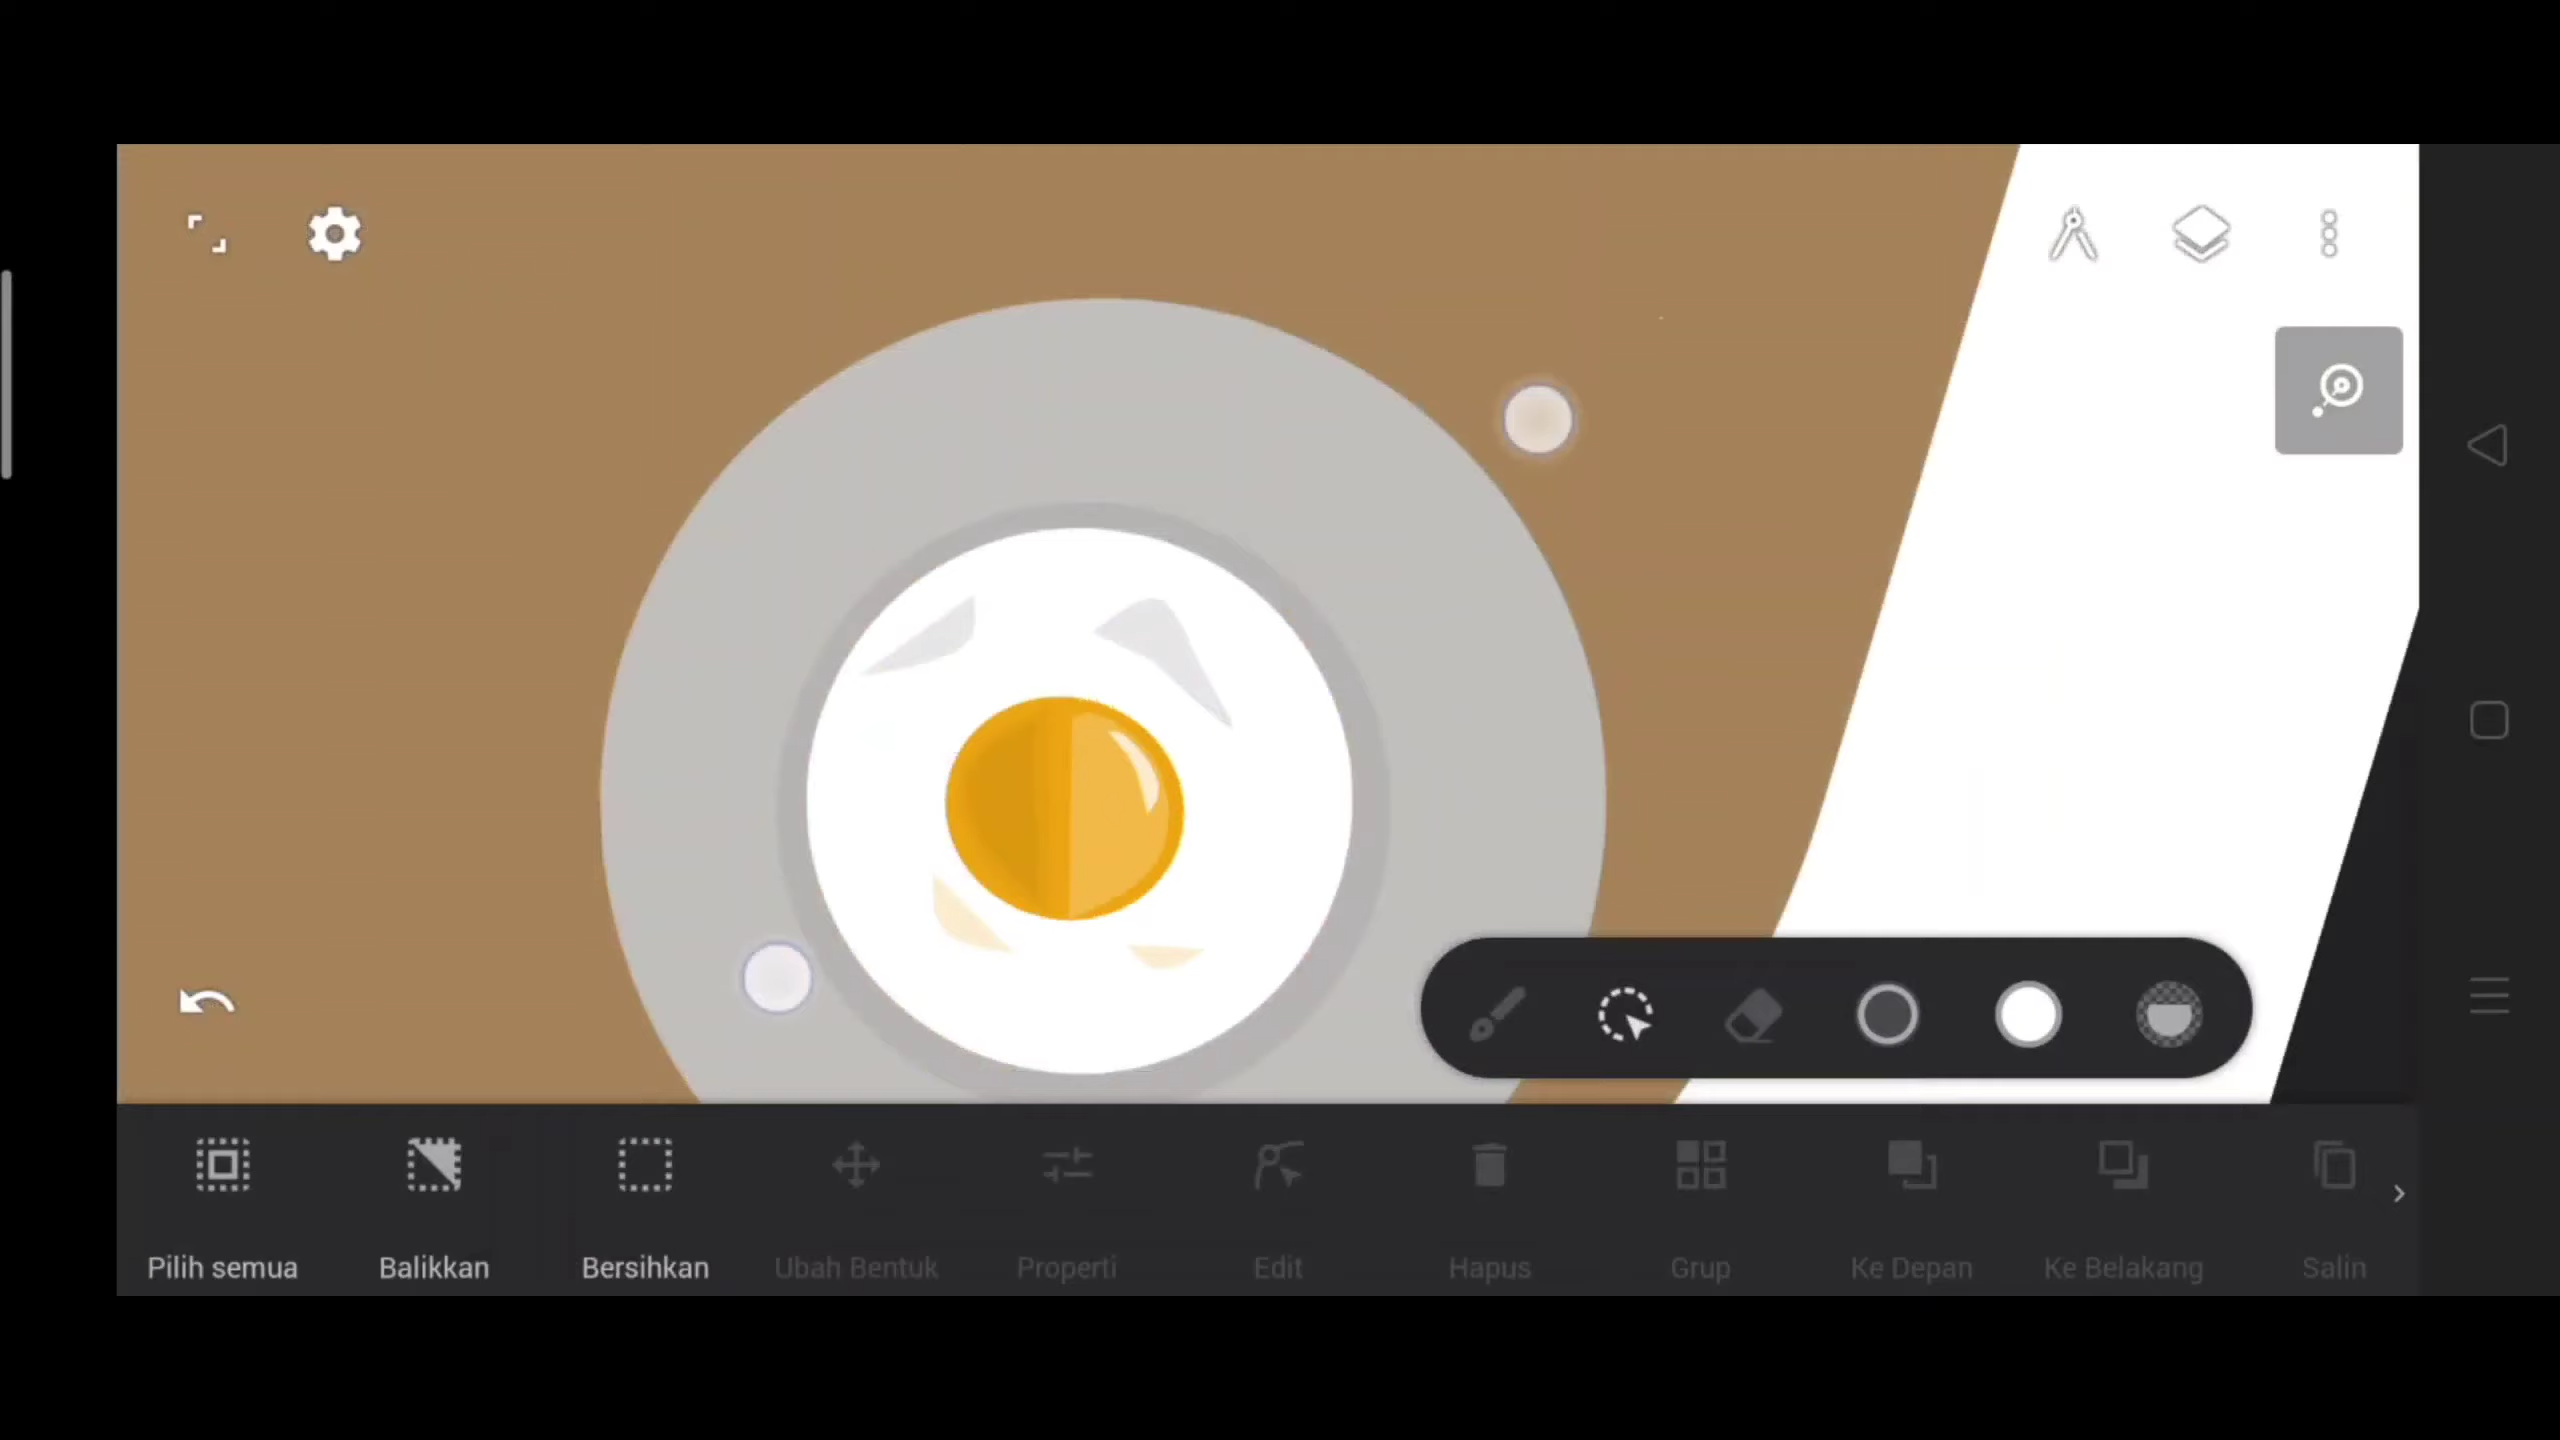 Pilih semua
Balikkan
Bersihkan
Ubah Bentuk
Properti
Edit
Hapus
Grup
Ke Depan
Ke Belakang
Salin